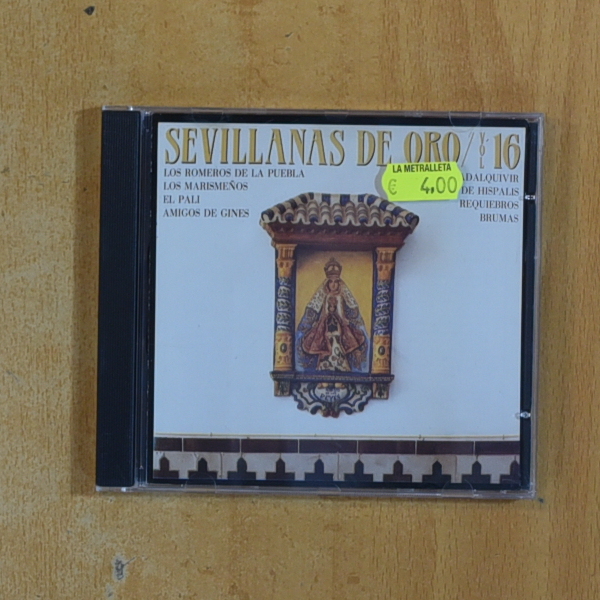 SEVILLANAS DE ORO/ VOL 16
LOS ROMEROS DE LA PUEBLA
LOS MARISMEÑOS
EL PALI
AMIGOS DE GINES
LA METRALLETA
€ 4,00
DE HISPALIS
REQUIEBROS
BRUMAS